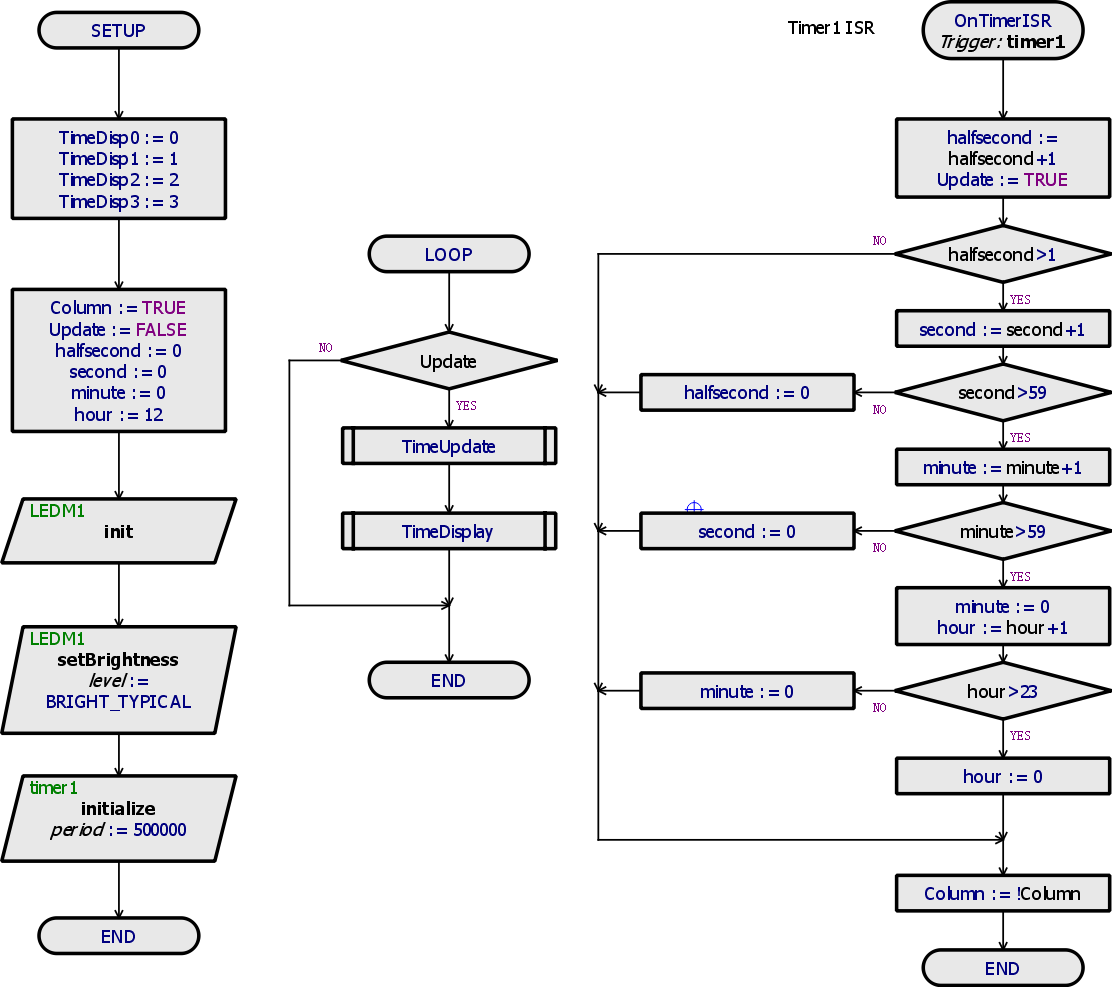 SETUP
TimeDisp0 := 0
TimeDisp1 := 1
TimeDisp2 := 2
TimeDisp3 := 3
Column := TRUE
Update := FALSE
halfsecond := 0
second := 0
minute := 0
hour := 12
LEDM1
init
LEDM1
setBrightness
level :=
BRIGHT_TYPICAL
timer1
initialize
period := 500000
END
LOOP
Update
NO
YES
TimeUpdate
TimeDisplay
END
Timer1 ISR
OnTimerISR
Trigger: timer1
halfsecond :=
halfsecond+1
Update := TRUE
halfsecond>1
NO
YES
second := second+1
second>59
NO
halfsecond := 0
YES
minute := minute+1
minute>59
NO
second := 0
YES
minute := 0
hour := hour+1
hour>23
NO
minute := 0
YES
hour := 0
Column := !Column
END